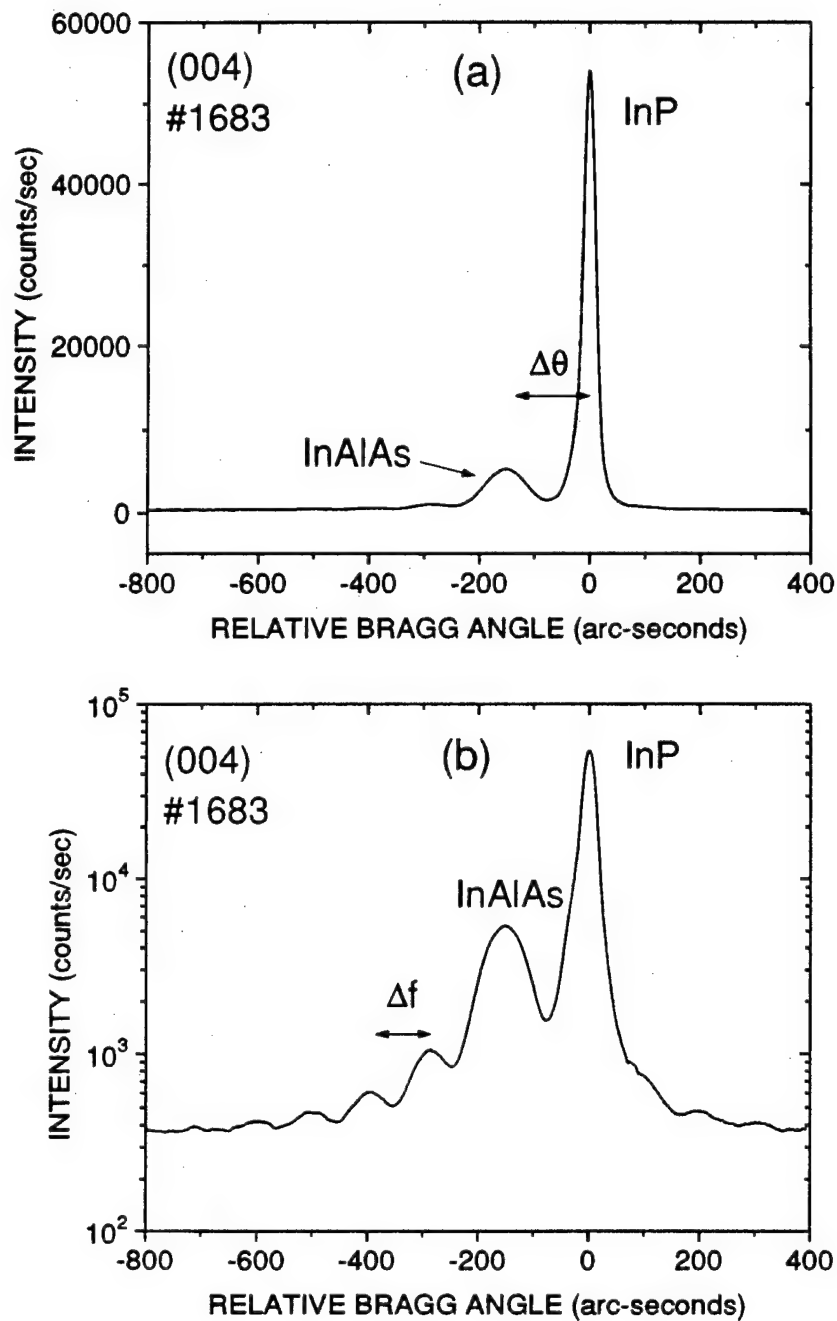 60000
(004)
(a)
#1683
InP
40000
INTENSITY (counts/sec)
20000
Δθ
InAlAs
0
-800 -600 -400 -200 0 200 400
RELATIVE BRAGG ANGLE (arc-seconds)
10^5
(004)
(b)
InP
#1683
10^4
InAlAs
INTENSITY (counts/sec)
Δf
10^3
10^2
-800 -600 -400 -200 0 200 400
RELATIVE BRAGG ANGLE (arc-seconds)